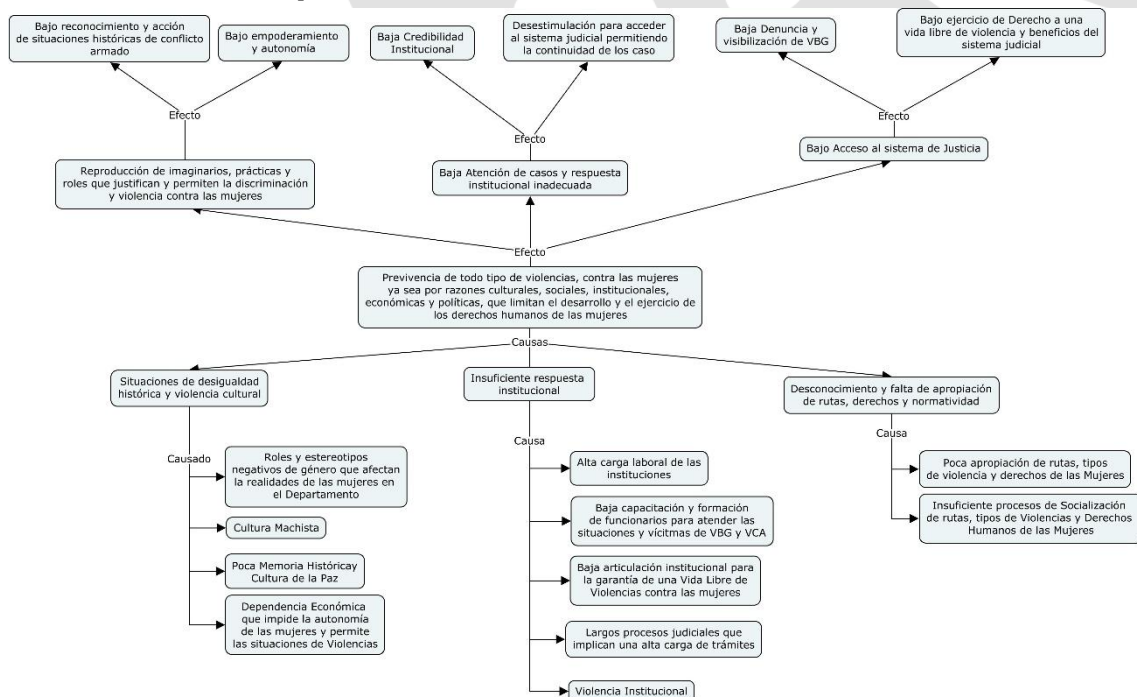 Bajo reconocimiento y acción
de situaciones históricas de conflicto
armado
Bajo empoderamiento
y autonomía
Baja Credibilidad
Institucional
Desestimulación para acceder
al sistema judicial permitiendo
la continuidad de los caso
Baja Denuncia y
visibilización de VBG
Bajo ejercicio de Derecho a una
vida libre de violencia y beneficios del
sistema judicial
Efecto
Efecto
Efecto
Reproducción de imaginarios, prácticas y
roles que justifican y permiten la discriminación
y violencia contra las mujeres
Baja Atención de casos y respuesta
institucional inadecuada
Bajo Acceso al sistema de Justicia
Efecto
Previvencia de todo tipo de violencias, contra las mujeres
ya sea por razones culturales, sociales, institucionales,
económicas y políticas, que limitan el desarrollo y el ejercicio de
los derechos humanos de las mujeres
Causas
Situaciones de desigualdad
histórica y violencia cultural
Insuficiente respuesta
institucional
Desconocimiento y falta de apropiación
de rutas, derechos y normatividad
Causado
Roles y estereotipos
negativos de género que afectan
la realidades de las mujeres en
el Departamento
Cultura Machista
Poca Memoria Históricay
Cultura de la Paz
Dependencia Económica
que impide la autonomía
de las mujeres y permite
las situaciones de Violencias
Causa
Alta carga laboral de las
instituciones
Baja capacitación y formación
de funcionarios para atender las
situaciones y vícitmas de VBG y VCA
Baja articulación institucional para
la garantía de una Vida Libre de
Violencias contra las mujeres
Largos procesos judiciales que
implican una alta carga de trámites
Violencia Institucional
Causa
Poca apropiación de rutas, tipos
de violencia y derechos de las Mujeres
Insuficiente procesos de Socialización
de rutas, tipos de Violencias y Derechos
Humanos de las Mujeres